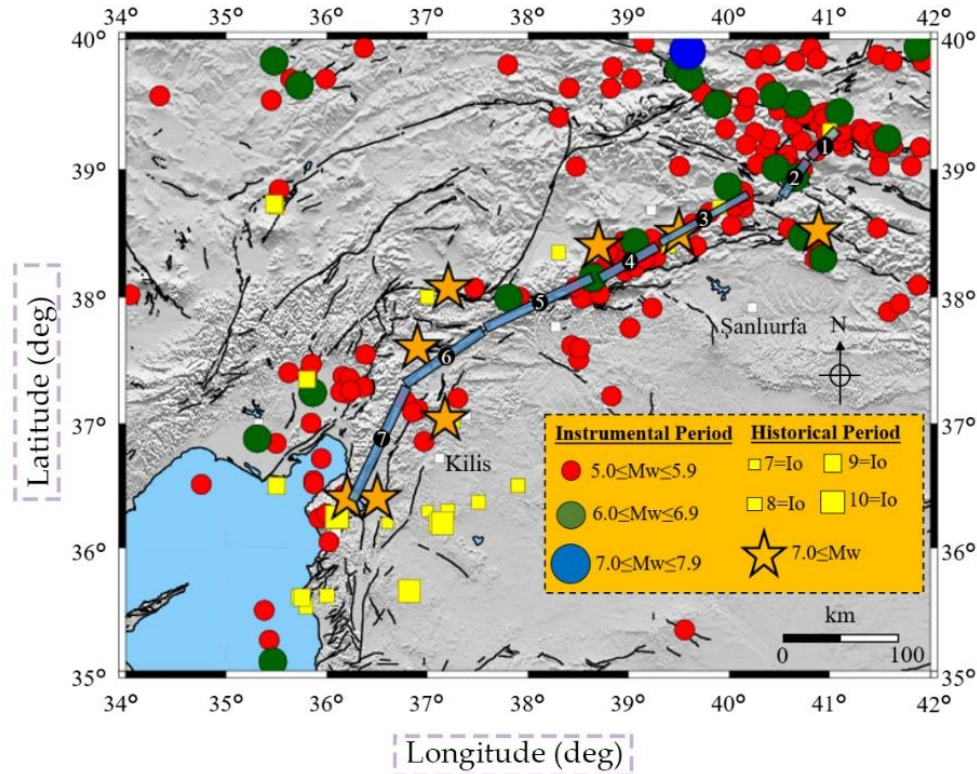 34° 35° 36° 37° 38° 39° 40° 41° 42°
40° 40°
39° 39°
38° 38°
37° 37°
36° 36°
35° 35°
34° 35° 36° 37° 38° 39° 40° 41° 42°
Latitude (deg)
Longitude (deg)
1
2
3
4
5
6
7
Şanlıurfa
N
Kilis
Instrumental Period
5.0≤Mw≤5.9
6.0≤Mw≤6.9
7.0≤Mw≤7.9
Historical Period
7=Io 9=Io
8=Io 10=Io
7.0≤Mw
km
0 100